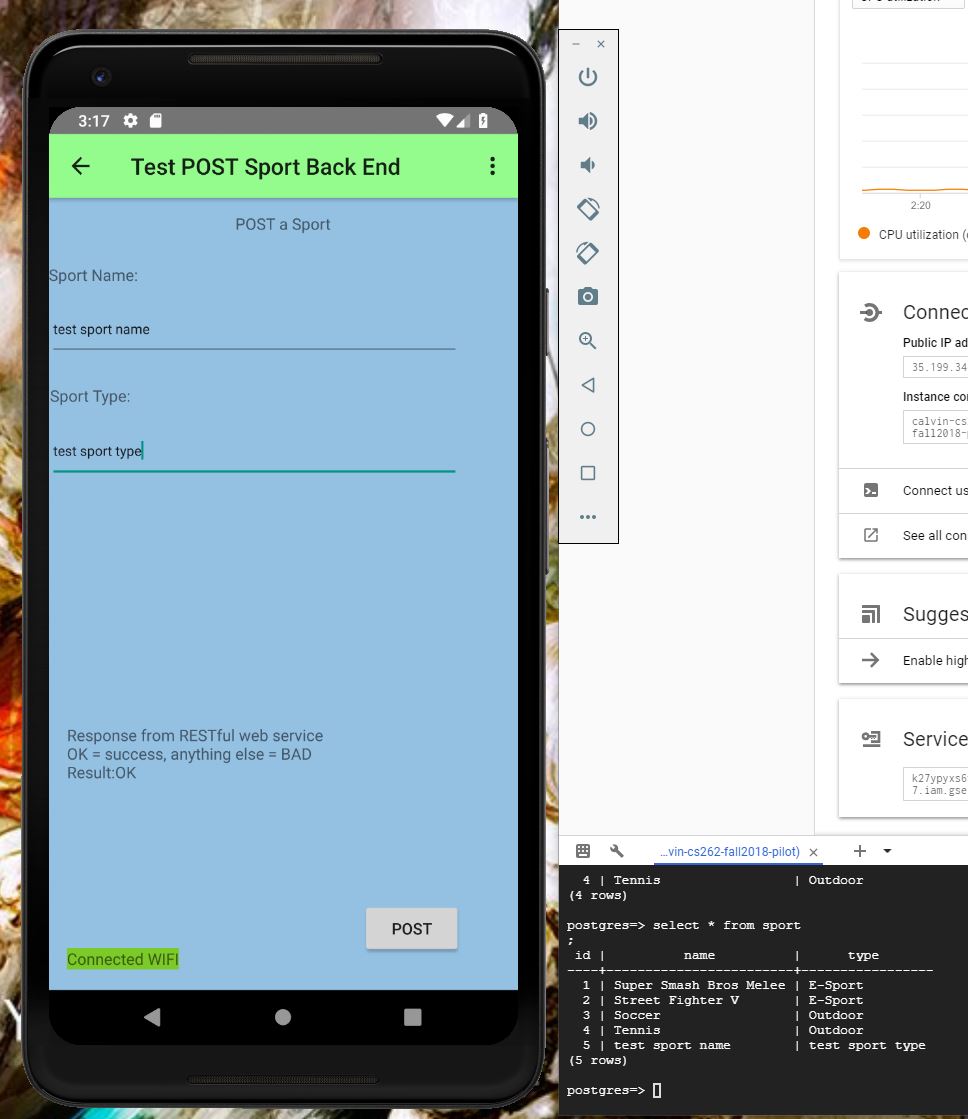 3:17
Test POST Sport Back End
POST a Sport
Sport Name:
test sport name
Sport Type:
test sport type
Response from RESTful web service
OK = success, anything else = BAD
Result:OK
POST
Connected WIFI
2:20
CPU utilization (
Connec
Public IP ad
35.199.34
Instance co
calvin-cs
fall2018-
Connect us
See all con
Sugges
Enable high
Service
k27ypyxs6
7.iam.gse
...vin-cs262-fall2018-pilot)
4 | Tennis | Outdoor
(4 rows)
postgres=> select * from sport
;
id | name | type
----+------------------------+-----------------
1 | Super Smash Bros Melee | E-Sport
2 | Street Fighter V | E-Sport
3 | Soccer | Outdoor
4 | Tennis | Outdoor
5 | test sport name | test sport type
(5 rows)
postgres=>